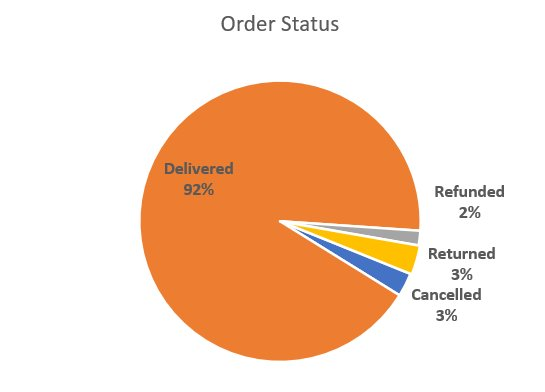 Order Status
Delivered
92%
Refunded
2%
Returned
3%
Cancelled
3%